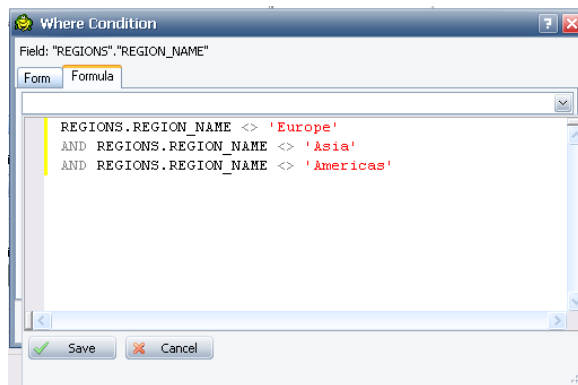 Where Condition
Field: "REGIONS"."REGION_NAME"
Form Formula
REGIONS.REGION_NAME <> 'Europe'
AND REGIONS.REGION_NAME <> 'Asia'
AND REGIONS.REGION_NAME <> 'Americas'
Save Cancel